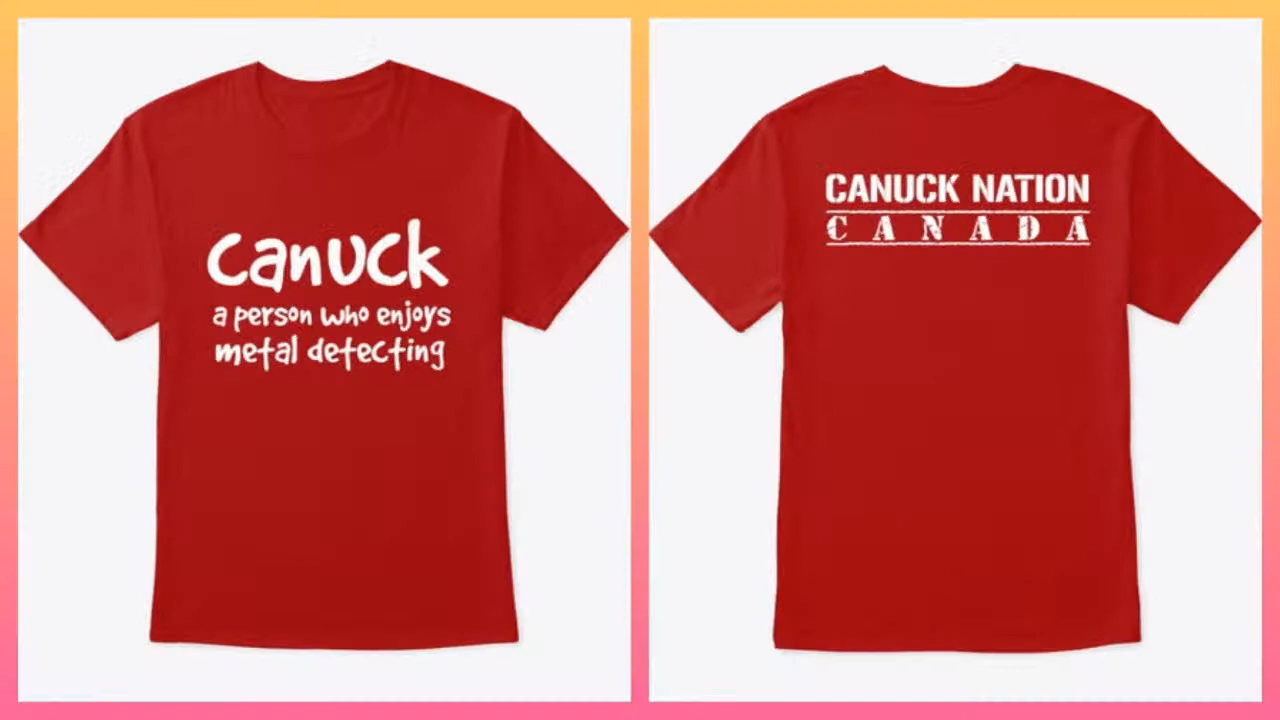 canuck
a person who enjoys
metal detecting
CANUCK NATION
CANADA